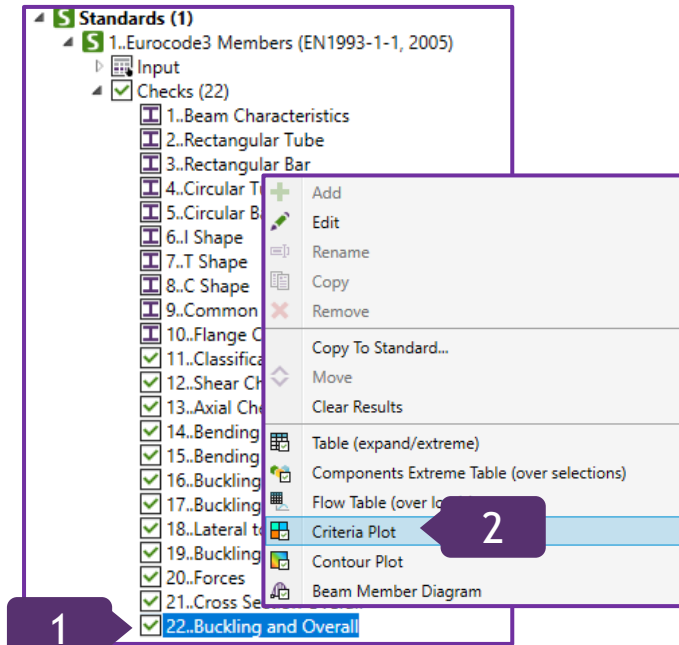 S Standards (1)
S 1..Eurocode3 Members (EN1993-1-1, 2005)
Input
Checks (22)
1..Beam Characteristics
2..Rectangular Tube
3..Rectangular Bar
4..Circular
5..Circular
6..I Shape
7..T Shape
8..C Shape
9..Common
10..Flange
11..
12..Shear
13..Axial
14..Bending
15..Bending
16..Buckling
17..Buckling
18..Lateral
19..Buckling
20..Forces
21..Cross
22..Buckling and Overall
Add
Edit
Rename
Copy
Remove
Copy To Standard...
Move
Clear Results
Table (expand/extreme)
Components Extreme Table (over selections)
Flow Table (over
Criteria Plot
Contour Plot
Beam Member Diagram
1
2